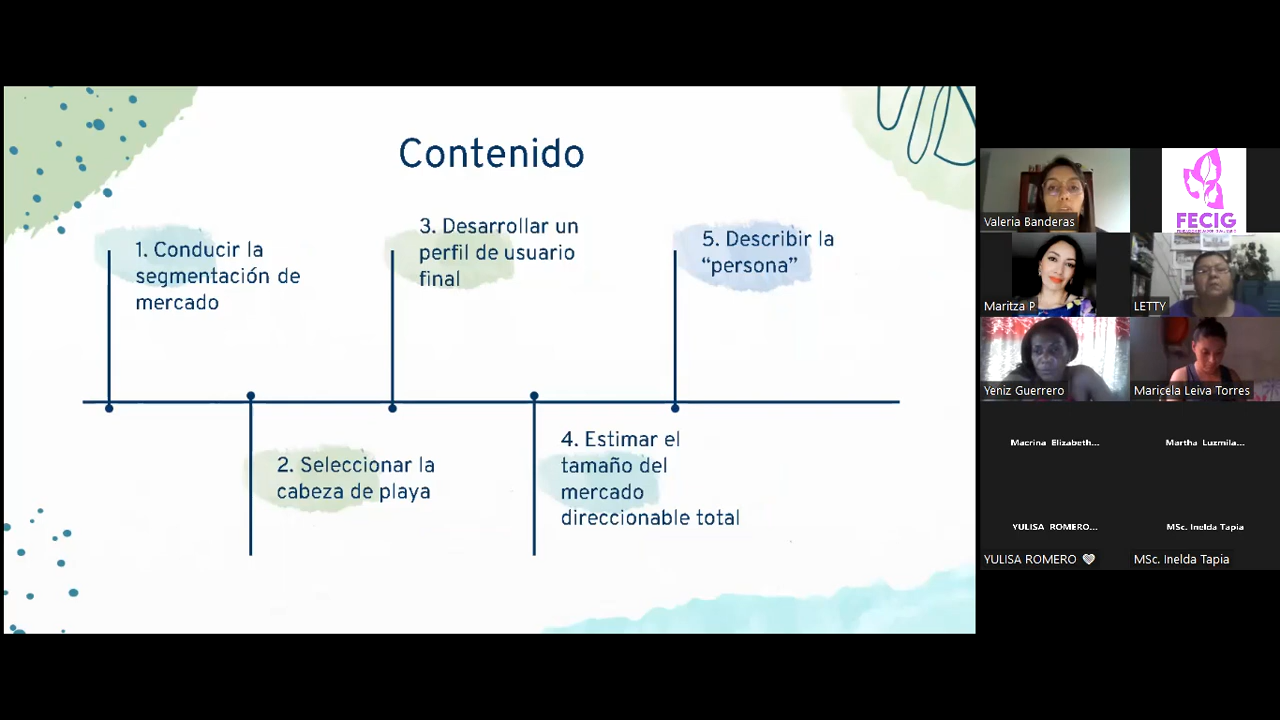 Contenido
1. Conducir la
segmentación de
mercado
2. Seleccionar la
cabeza de playa
3. Desarrollar un
perfil de usuario
final
4. Estimar el
tamaño del
mercado
direccionable total
5. Describir la
“persona”
Valeria Banderas
FECIG
Maritza P
LETTY
Yeniz Guerrero
Maricela Leiva Torres
Macrina Elizabeth...
Martha Luzmila...
YULISA ROMERO...
MSc. Inelda Tapia
YULISA ROMERO 🤍
MSc. Inelda Tapia